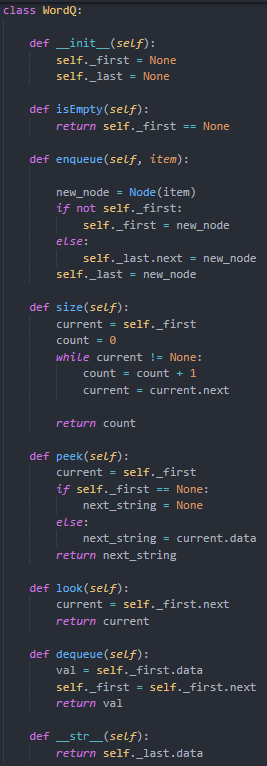 class WordQ:
    def __init__(self):
        self._first = None
        self._last = None
    def isEmpty(self):
        return self._first == None
    def enqueue(self, item):
        new_node = Node(item)
        if not self._first:
            self._first = new_node
        else:
            self._last.next = new_node
        self._last = new_node
    def size(self):
        current = self._first
        count = 0
        while current != None:
            count = count + 1
            current = current.next
        return count
    def peek(self):
        current = self._first
        if self._first == None:
            next_string = None
        else:
            next_string = current.data
        return next_string
    def look(self):
        current = self._first.next
        return current
    def dequeue(self):
        val = self._first.data
        self._first = self._first.next
        return val
    def __str__(self):
        return self._last.data